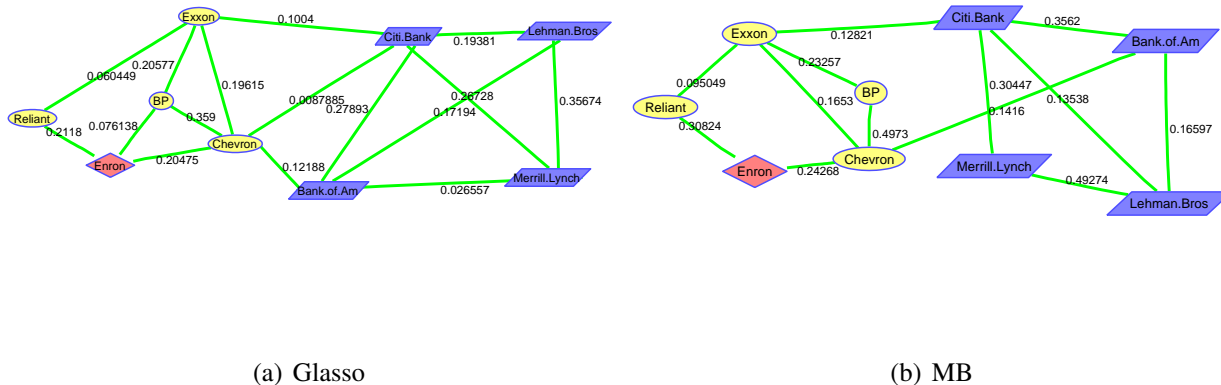 Exxon
0.1004
Citi.Bank
0.19381
Lehman.Bros
0.060449
0.20577
0.19615
BP
0.359
Reliant
0.2118
0.076138
Enron
0.20475
Chevron
0.0087885
0.27893
0.26728
0.17194
0.35674
0.12188
Bank.of.Am
0.026557
Merrill.Lynch
(a) Glasso
Exxon
0.12821
Citi.Bank
0.3562
Bank.of.Am
0.23257
0.095049
BP
Reliant
0.1653
0.30824
0.4973
0.30447
0.13538
0.1416
0.16597
Enron
0.24268
Chevron
Merrill.Lynch
0.49274
Lehman.Bros
(b) MB